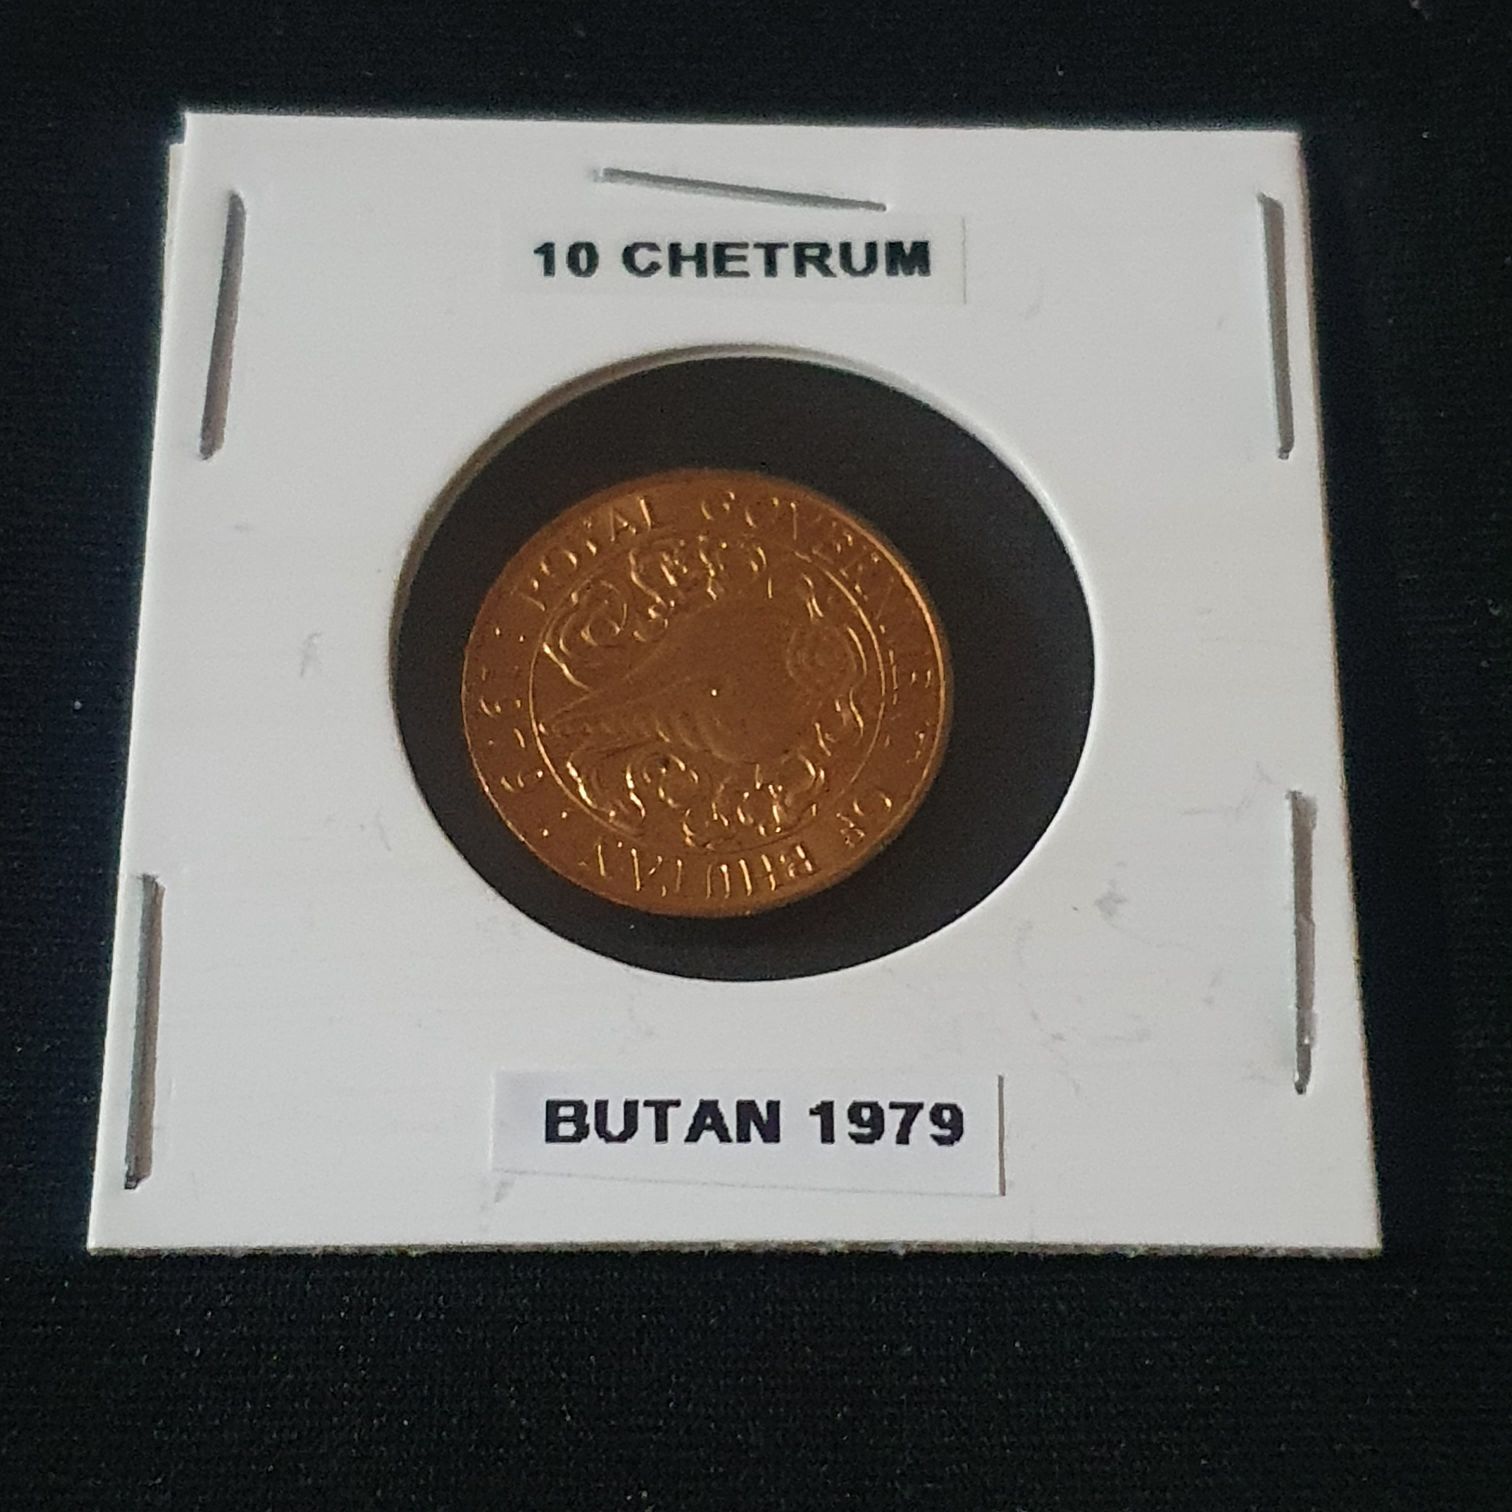 10 CHETRUM
ROYAL GOVERNMENT OF BHUTAN
BUTAN 1979